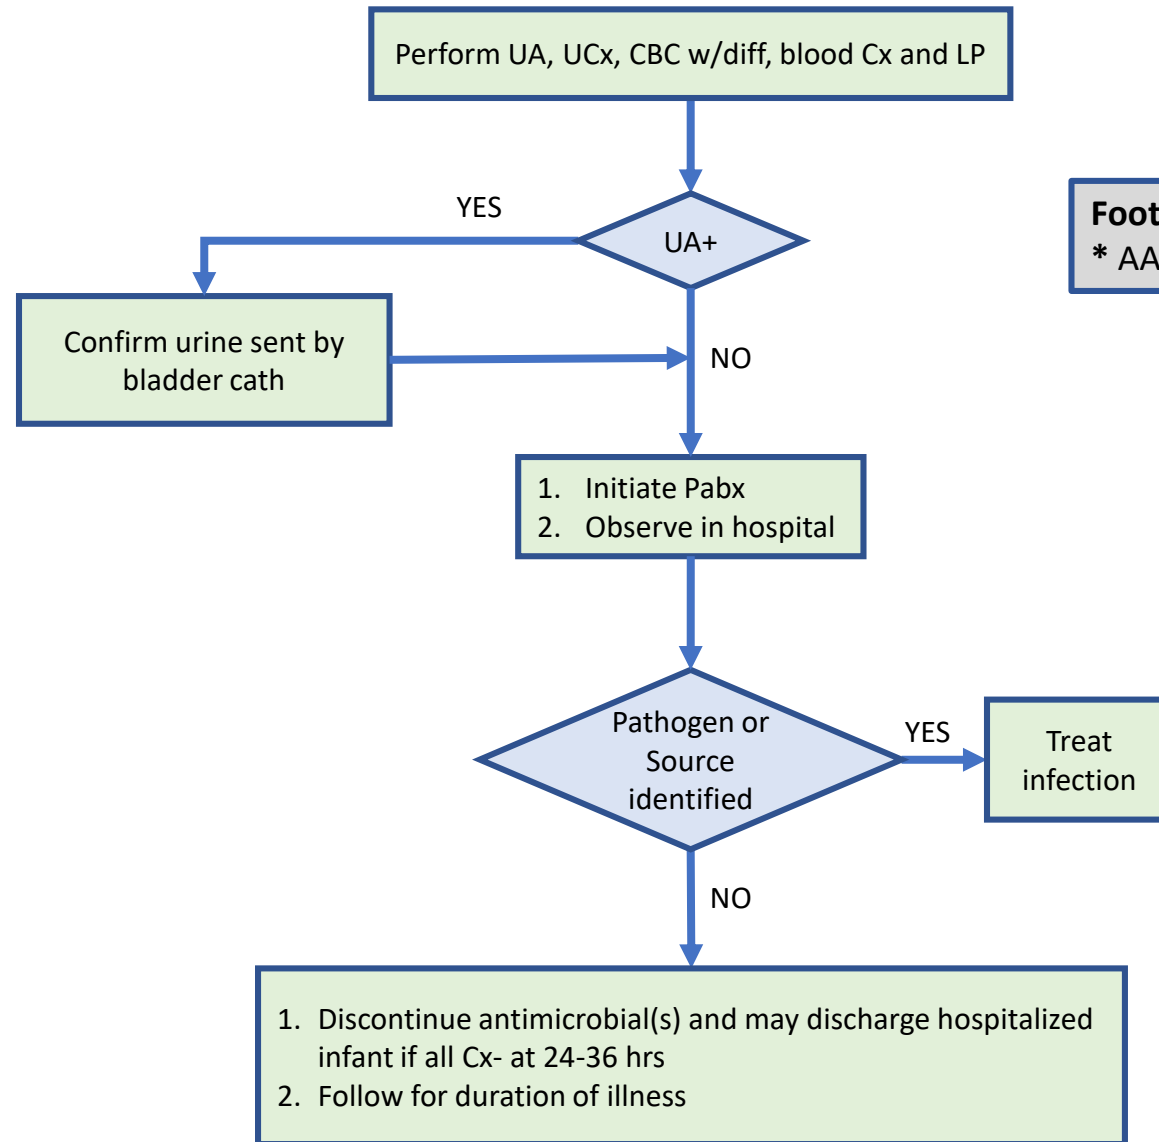 Perform UA, UCx, CBC w/diff, blood Cx and LP
YES
UA+
Foot
* AA
Confirm urine sent by
bladder cath
NO
1. Initiate Pabx
2. Observe in hospital
Pathogen or
Source
identified
YES
Treat
infection
NO
1. Discontinue antimicrobial(s) and may discharge hospitalized
infant if all Cx- at 24-36 hrs
2. Follow for duration of illness